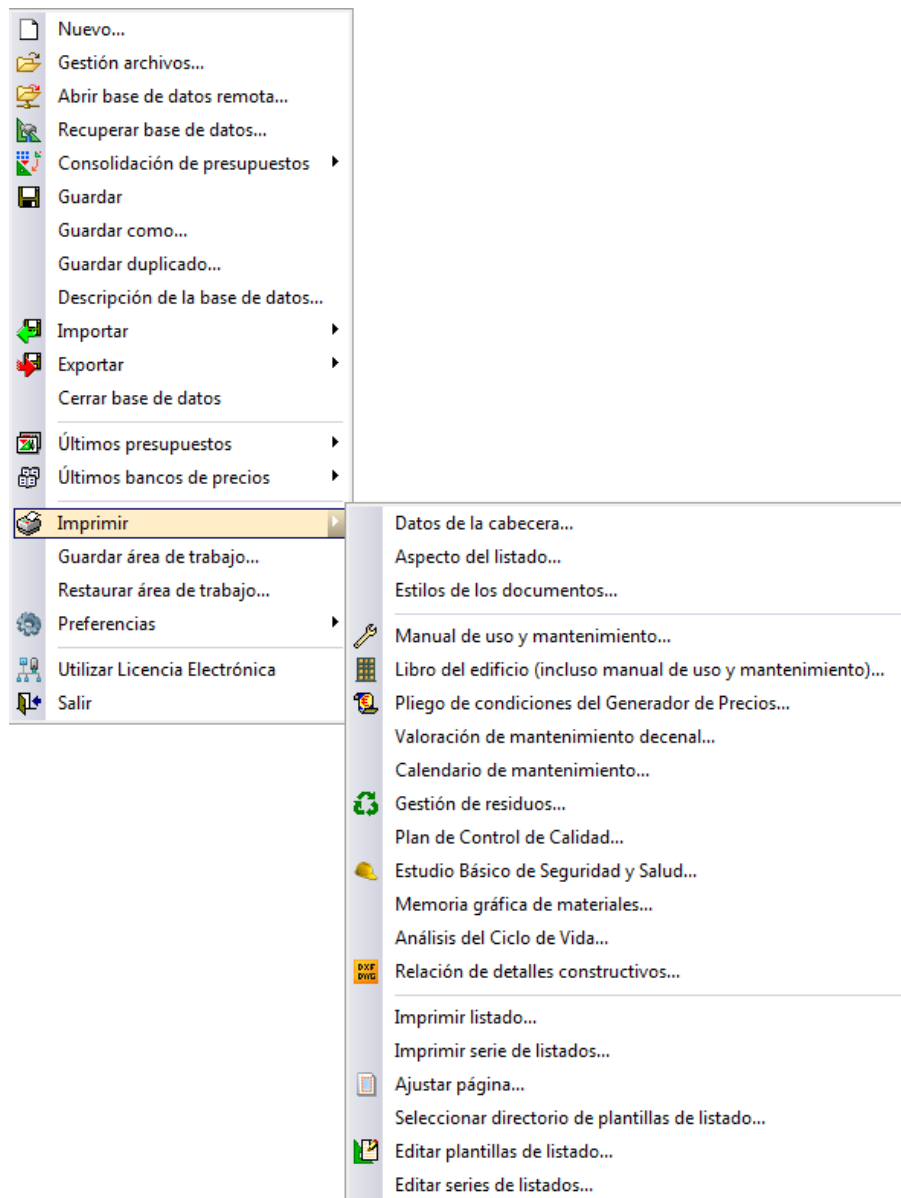 Nuevo...
Gestión archivos...
Abrir base de datos remota...
Recuperar base de datos...
Consolidación de presupuestos
Guardar
Guardar como...
Guardar duplicado...
Descripción de la base de datos...
Importar
Exportar
Cerrar base de datos
Últimos presupuestos
Últimos bancos de precios
Imprimir
Guardar área de trabajo...
Restaurar área de trabajo...
Preferencias
Utilizar Licencia Electrónica
Salir
Datos de la cabecera...
Aspecto del listado...
Estilos de los documentos...
Manual de uso y mantenimiento...
Libro del edificio (incluso manual de uso y mantenimiento)...
Pliego de condiciones del Generador de Precios...
Valoración de mantenimiento decenal...
Calendario de mantenimiento...
Gestión de residuos...
Plan de Control de Calidad...
Estudio Básico de Seguridad y Salud...
Memoria gráfica de materiales...
Análisis del Ciclo de Vida...
DXF
DWG
Relación de detalles constructivos...
Imprimir listado...
Imprimir serie de listados...
Ajustar página...
Seleccionar directorio de plantillas de listado...
Editar plantillas de listado...
Editar series de listados...